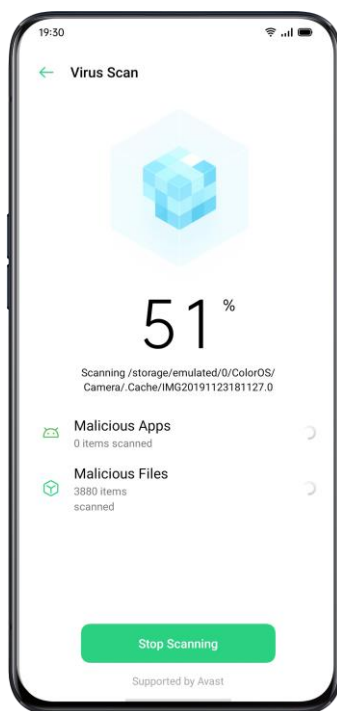 19:30
Virus Scan
51 %
Scanning /storage/emulated/0/ColorOS/
Camera/.Cache/IMG20191123181127.0
Malicious Apps
0 items scanned
Malicious Files
3880 items
scanned
Stop Scanning
Supported by Avast